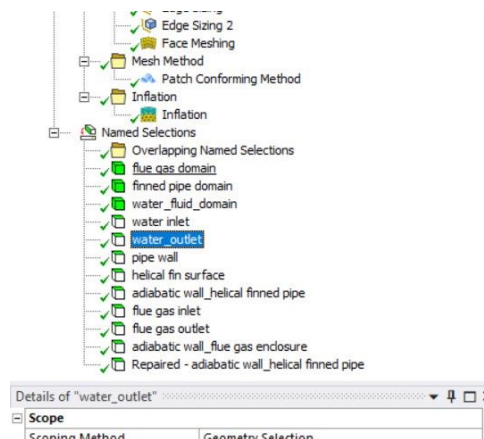 Edge Sizing
Edge Sizing 2
Face Meshing
Mesh Method
Patch Conforming Method
Inflation
Inflation
Named Selections
Overlapping Named Selections
flue gas domain
finned pipe domain
water_fluid_domain
water inlet
water_outlet
pipe wall
helical fin surface
adiabatic wall_helical finned pipe
flue gas inlet
flue gas outlet
adiabatic wall_flue gas enclosure
Repaired - adiabatic wall_helical finned pipe
Details of "water_outlet"
Scope
Scoping Method Geometry Selection